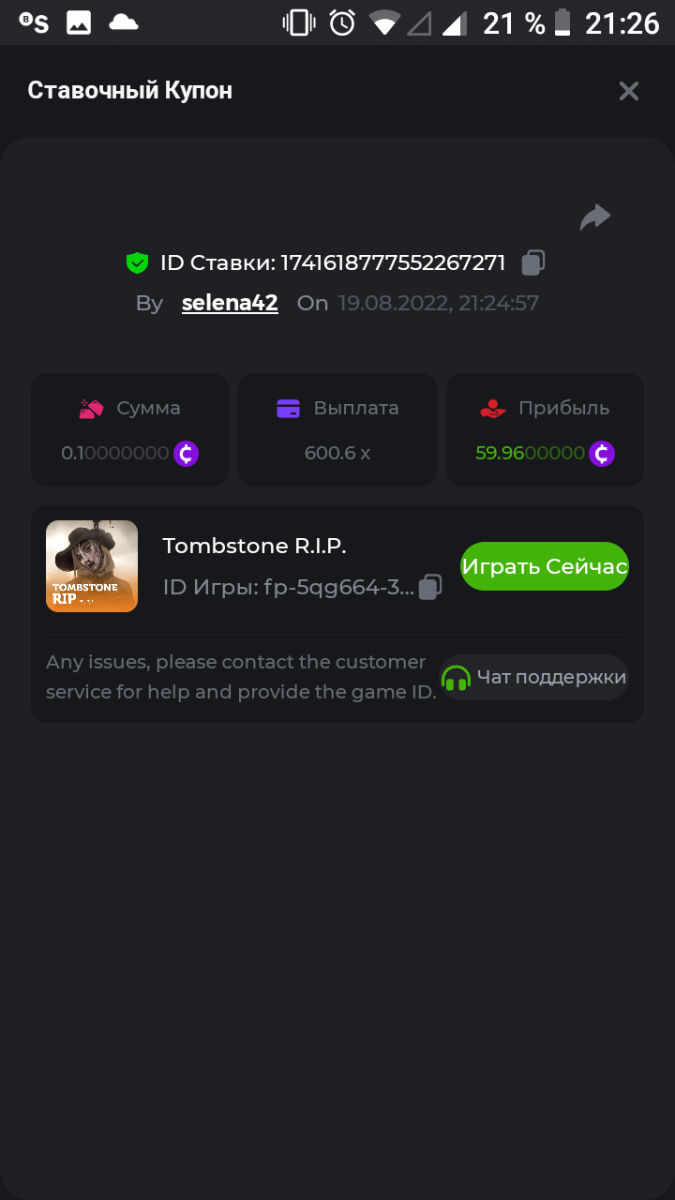 BS 21 % 21:26
Ставочный Купон
ID Ставки: 1741618777552267271
By selena42 On 19.08.2022, 21:24:57
Сумма Выплата Прибыль
0.10000000 600.6 x 59.9600000
Tombstone R.I.P.
ID Игры: fp-5qg664-3...
Играть Сейчас
TOMBSTONE
RIP
Any issues, please contact the customer
service for help and provide the game ID.
Чат поддержки